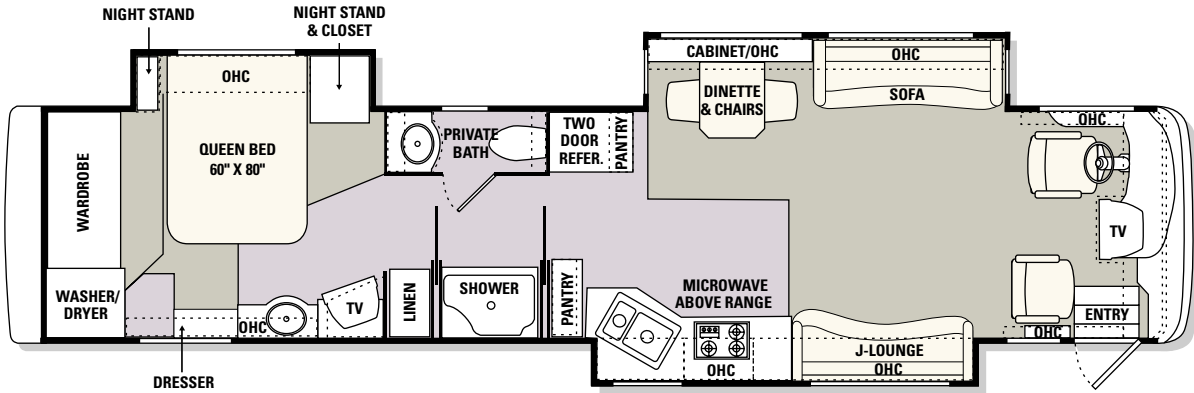 NIGHT STAND
NIGHT STAND
& CLOSET
OHC
QUEEN BED
60" X 80"
WARDROBE
WASHER/
DRYER
DRESSER
OHC
TV
LINEN
SHOWER
PRIVATE
BATH
TWO
DOOR
REFER.
PANTRY
PANTRY
CABINET/OHC
DINETTE
& CHAIRS
OHC
SOFA
MICROWAVE
ABOVE RANGE
OHC
J-LOUNGE
OHC
OHC
TV
ENTRY
OHC